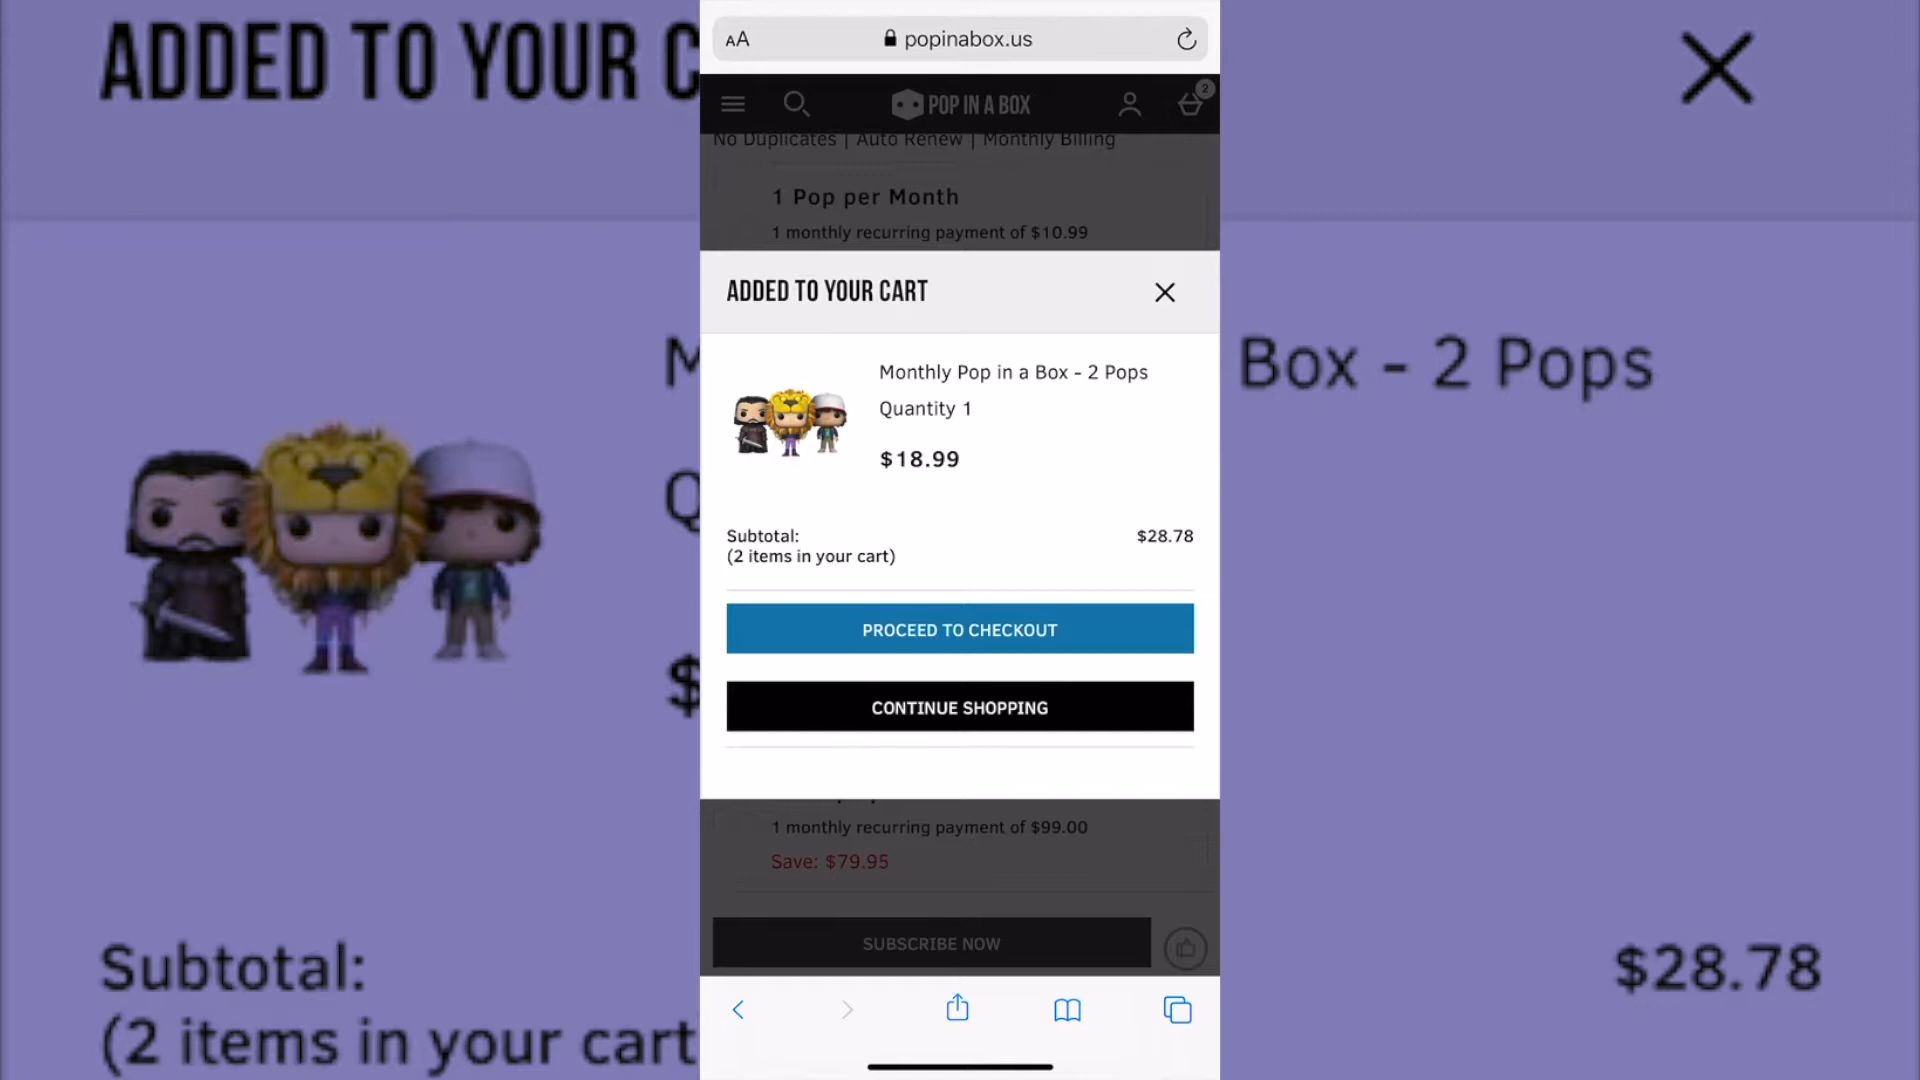 ADDED TO YOUR C
Box - 2 Pops
Subtotal:
$28.78
(2 items in your cart
AA
popinabox.us
POP IN A BOX
2
No Duplicates | Auto Renew | Monthly Billing
1 Pop per Month
1 monthly recurring payment of $10.99
ADDED TO YOUR CART
Monthly Pop in a Box - 2 Pops
Quantity 1
$18.99
Subtotal:
$28.78
(2 items in your cart)
PROCEED TO CHECKOUT
CONTINUE SHOPPING
1 monthly recurring payment of $99.00
Save: $79.95
SUBSCRIBE NOW